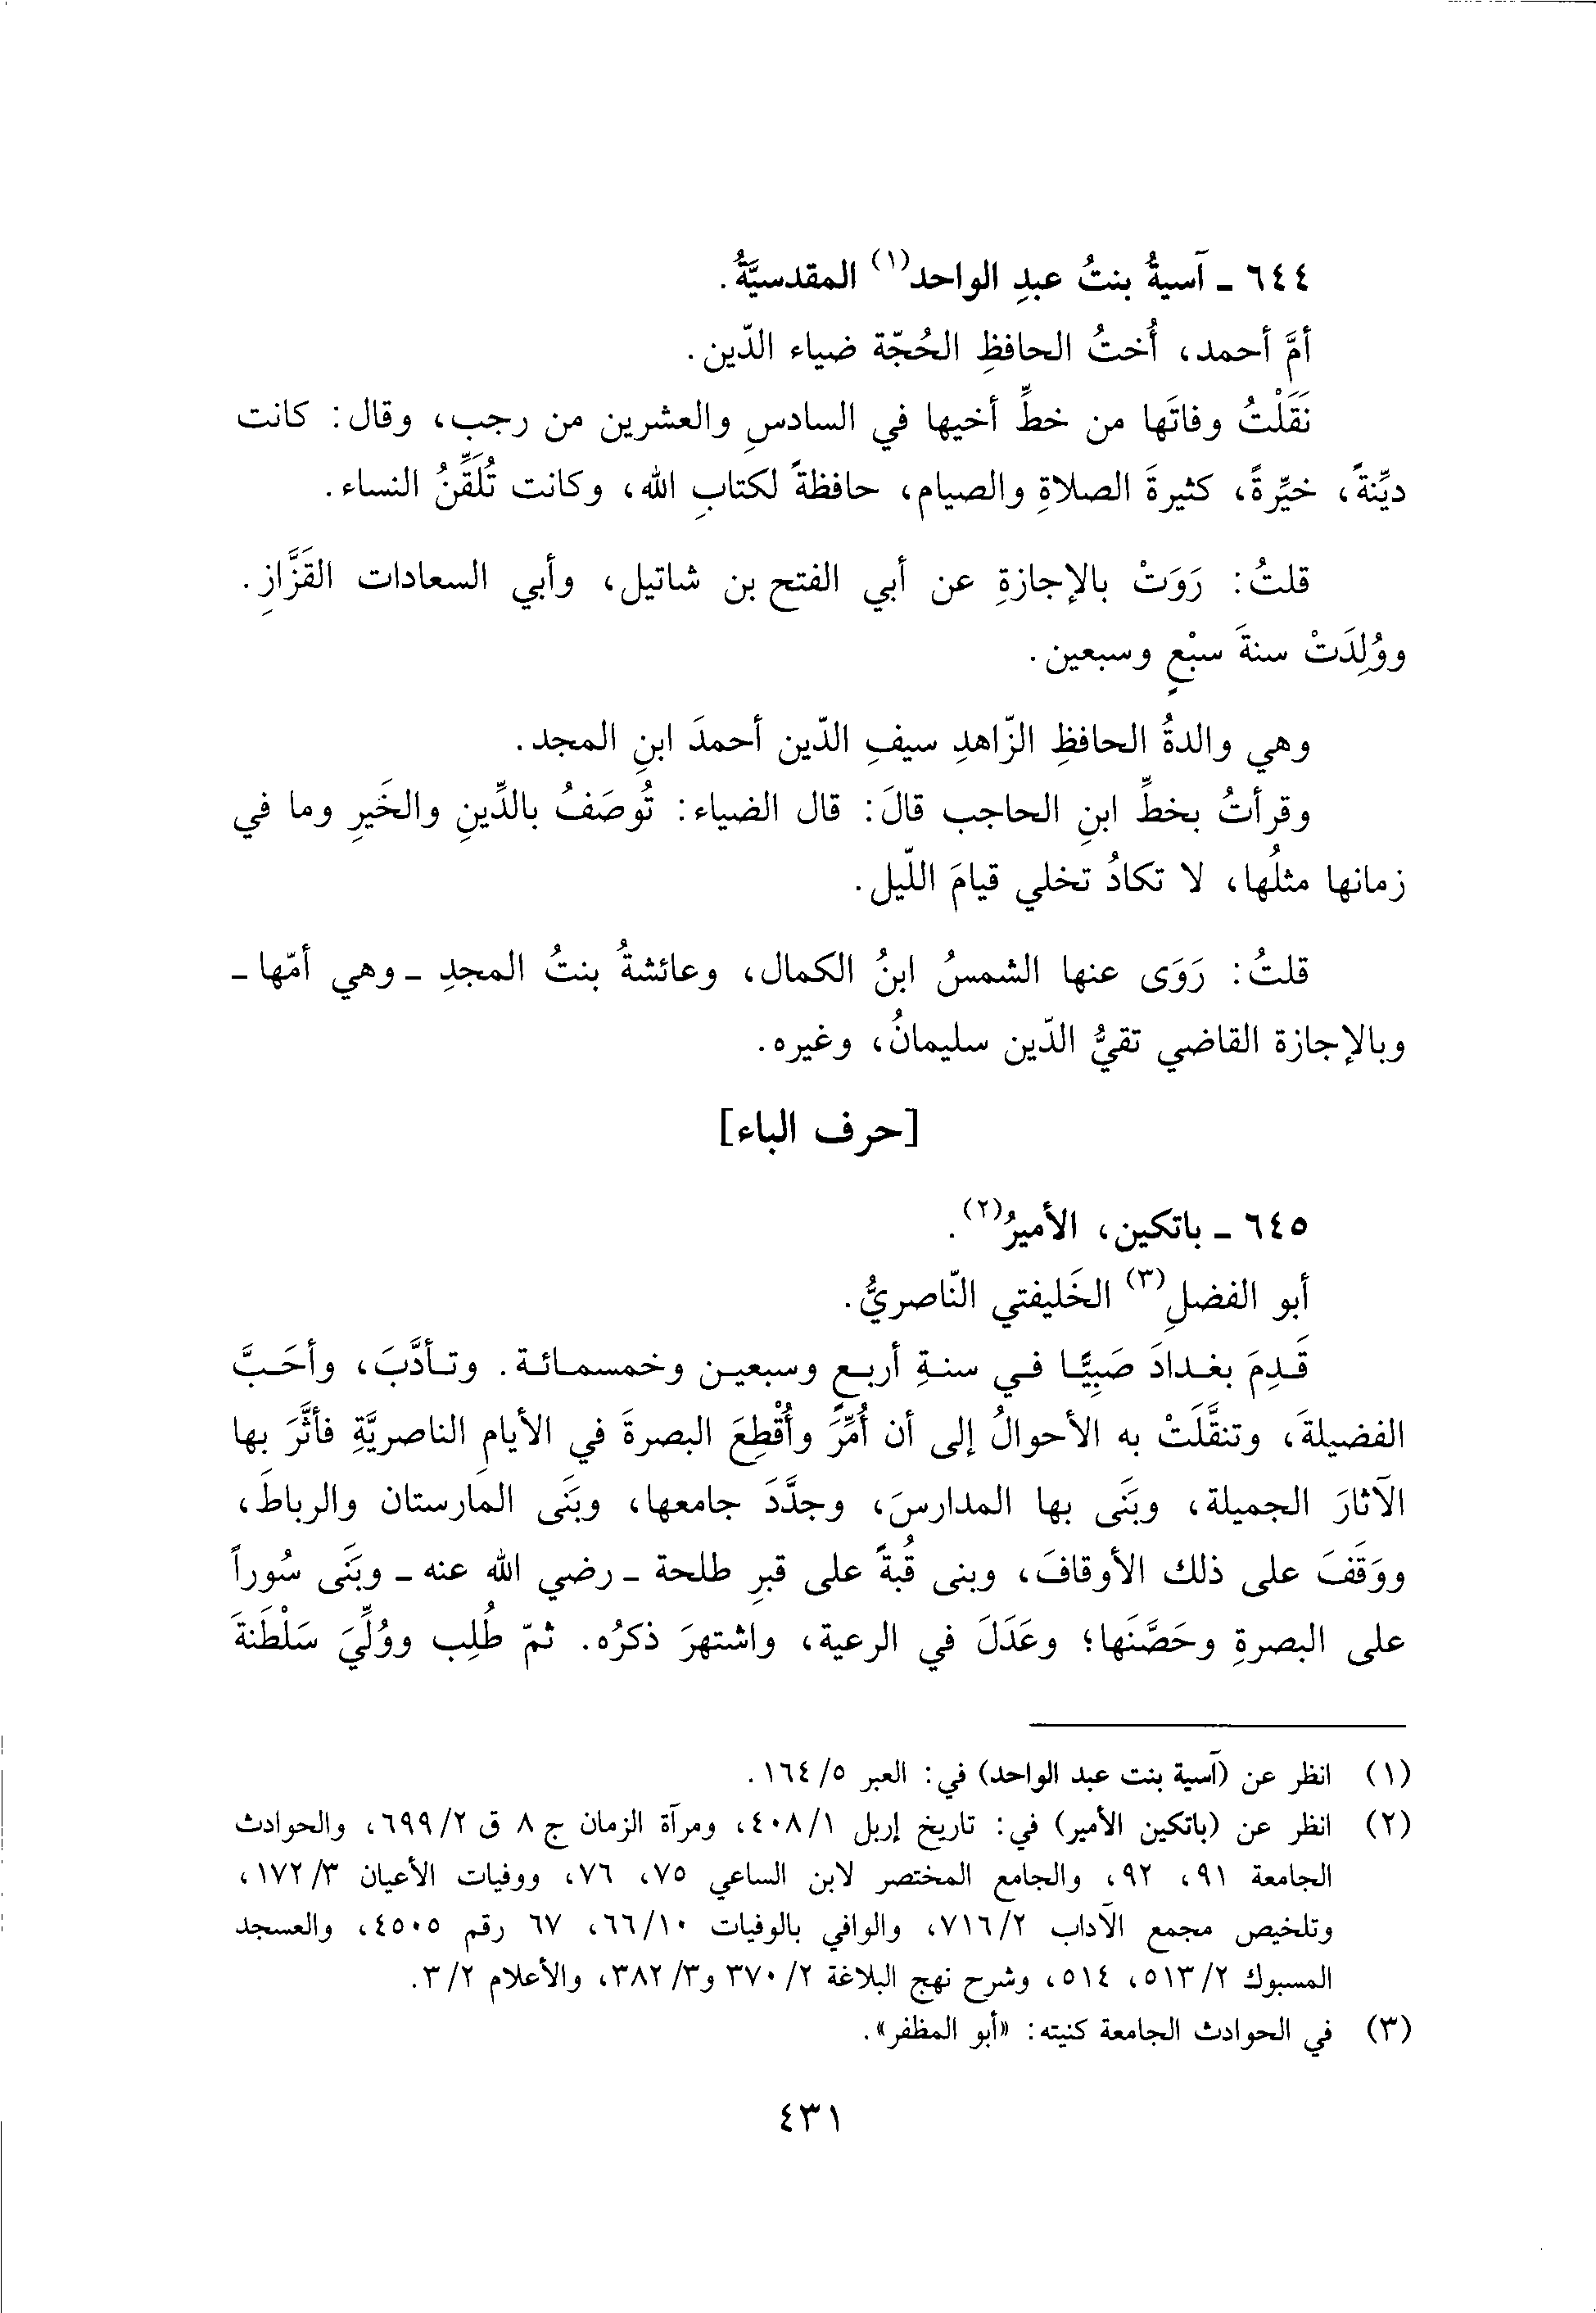 ٦٤٤ ـ آسيةُ بنتُ عبدِ الواحد(١) المقدسيَّةُ.
أمَّ أحمد، أُختُ الحافظِ الحُجّة ضياء الدّين.
نَقَلْتُ وفاتَها من خطِّ أخيها في السادسِ والعشرين من رجب، وقال: كانت
ديِّنةً، خيِّرةً، كثيرةَ الصلاةِ والصيام، حافظةً لكتابِ الله، وكانت تُلَقِّنُ النساء.
قلتُ: رَوَتْ بالإجازةِ عن أبي الفتح بن شاتيل، وأبي السعادات القَزَّازِ.
ووُلِدَتْ سنةَ سبْعٍ وسبعين.
وهي والدةُ الحافظِ الزّاهدِ سيفِ الدّين أحمدَ ابنِ المجد.
وقرأتُ بخطِّ ابنِ الحاجب قالَ: قال الضياء: تُوصَفُ بالدِّينِ والخَيرِ وما في
زمانها مثلُها، لا تكادُ تخلي قيامَ اللّيل.
قلتُ: رَوَى عنها الشمسُ ابنُ الكمال، وعائشةُ بنتُ المجدِ ـ وهي أمّها ـ
وبالإجازة القاضي تقيُّ الدّين سليمانُ، وغيره.
[حرف الباء]
٦٤٥ ـ باتكين، الأميرُ(٢).
أبو الفضلِ(٣) الخَليفتي النّاصريُّ.
قَدِمَ بغدادَ صَبِيًّا في سنةِ أربعٍ وسبعين وخمسمائة. وتأدَّبَ، وأحَبَّ
الفضيلةَ، وتنقَّلَتْ به الأحوالُ إلى أن أُمِّرَ وأُقْطِعَ البصرةَ في الأيامِ الناصريَّةِ فأثَّرَ بها
الآثارَ الجميلة، وبَنَى بها المدارسَ، وجدَّدَ جامعها، وبَنَى المَارستان والرباطَ،
ووَقَفَ على ذلك الأوقافَ، وبنى قُبةً على قبرِ طلحة ـ رضي الله عنه ـ وبَنَى سُوراً
على البصرةِ وحَصَّنَها؛ وعَدَلَ في الرعية، واشتهرَ ذكرُه. ثمّ طُلِب ووُلِّيَ سَلْطَنةَ
(١) انظر عن (آسية بنت عبد الواحد) في: العبر ٥/ ١٦٤.
(٢) انظر عن (باتكين الأمير) في: تاريخ إربل ١/ ٤٠٨، ومرآة الزمان ج ٨ ق ٢/ ٦٩٩، والحوادث
الجامعة ٩١، ٩٢، والجامع المختصر لابن الساعي ٧٥، ٧٦، ووفيات الأعيان ٣/ ١٧٢،
وتلخيص مجمع الآداب ٢/ ٧١٦، والوافي بالوفيات ١٠/ ٦٦، ٦٧ رقم ٤٥٠٥، والعسجد
المسبوك ٢/ ٥١٣، ٥١٤، وشرح نهج البلاغة ٢/ ٣٧٠ و٣/ ٣٨٢، والأعلام ٢/ ٣.
(٣) في الحوادث الجامعة كنيته: «أبو المظفر».
٤٣١